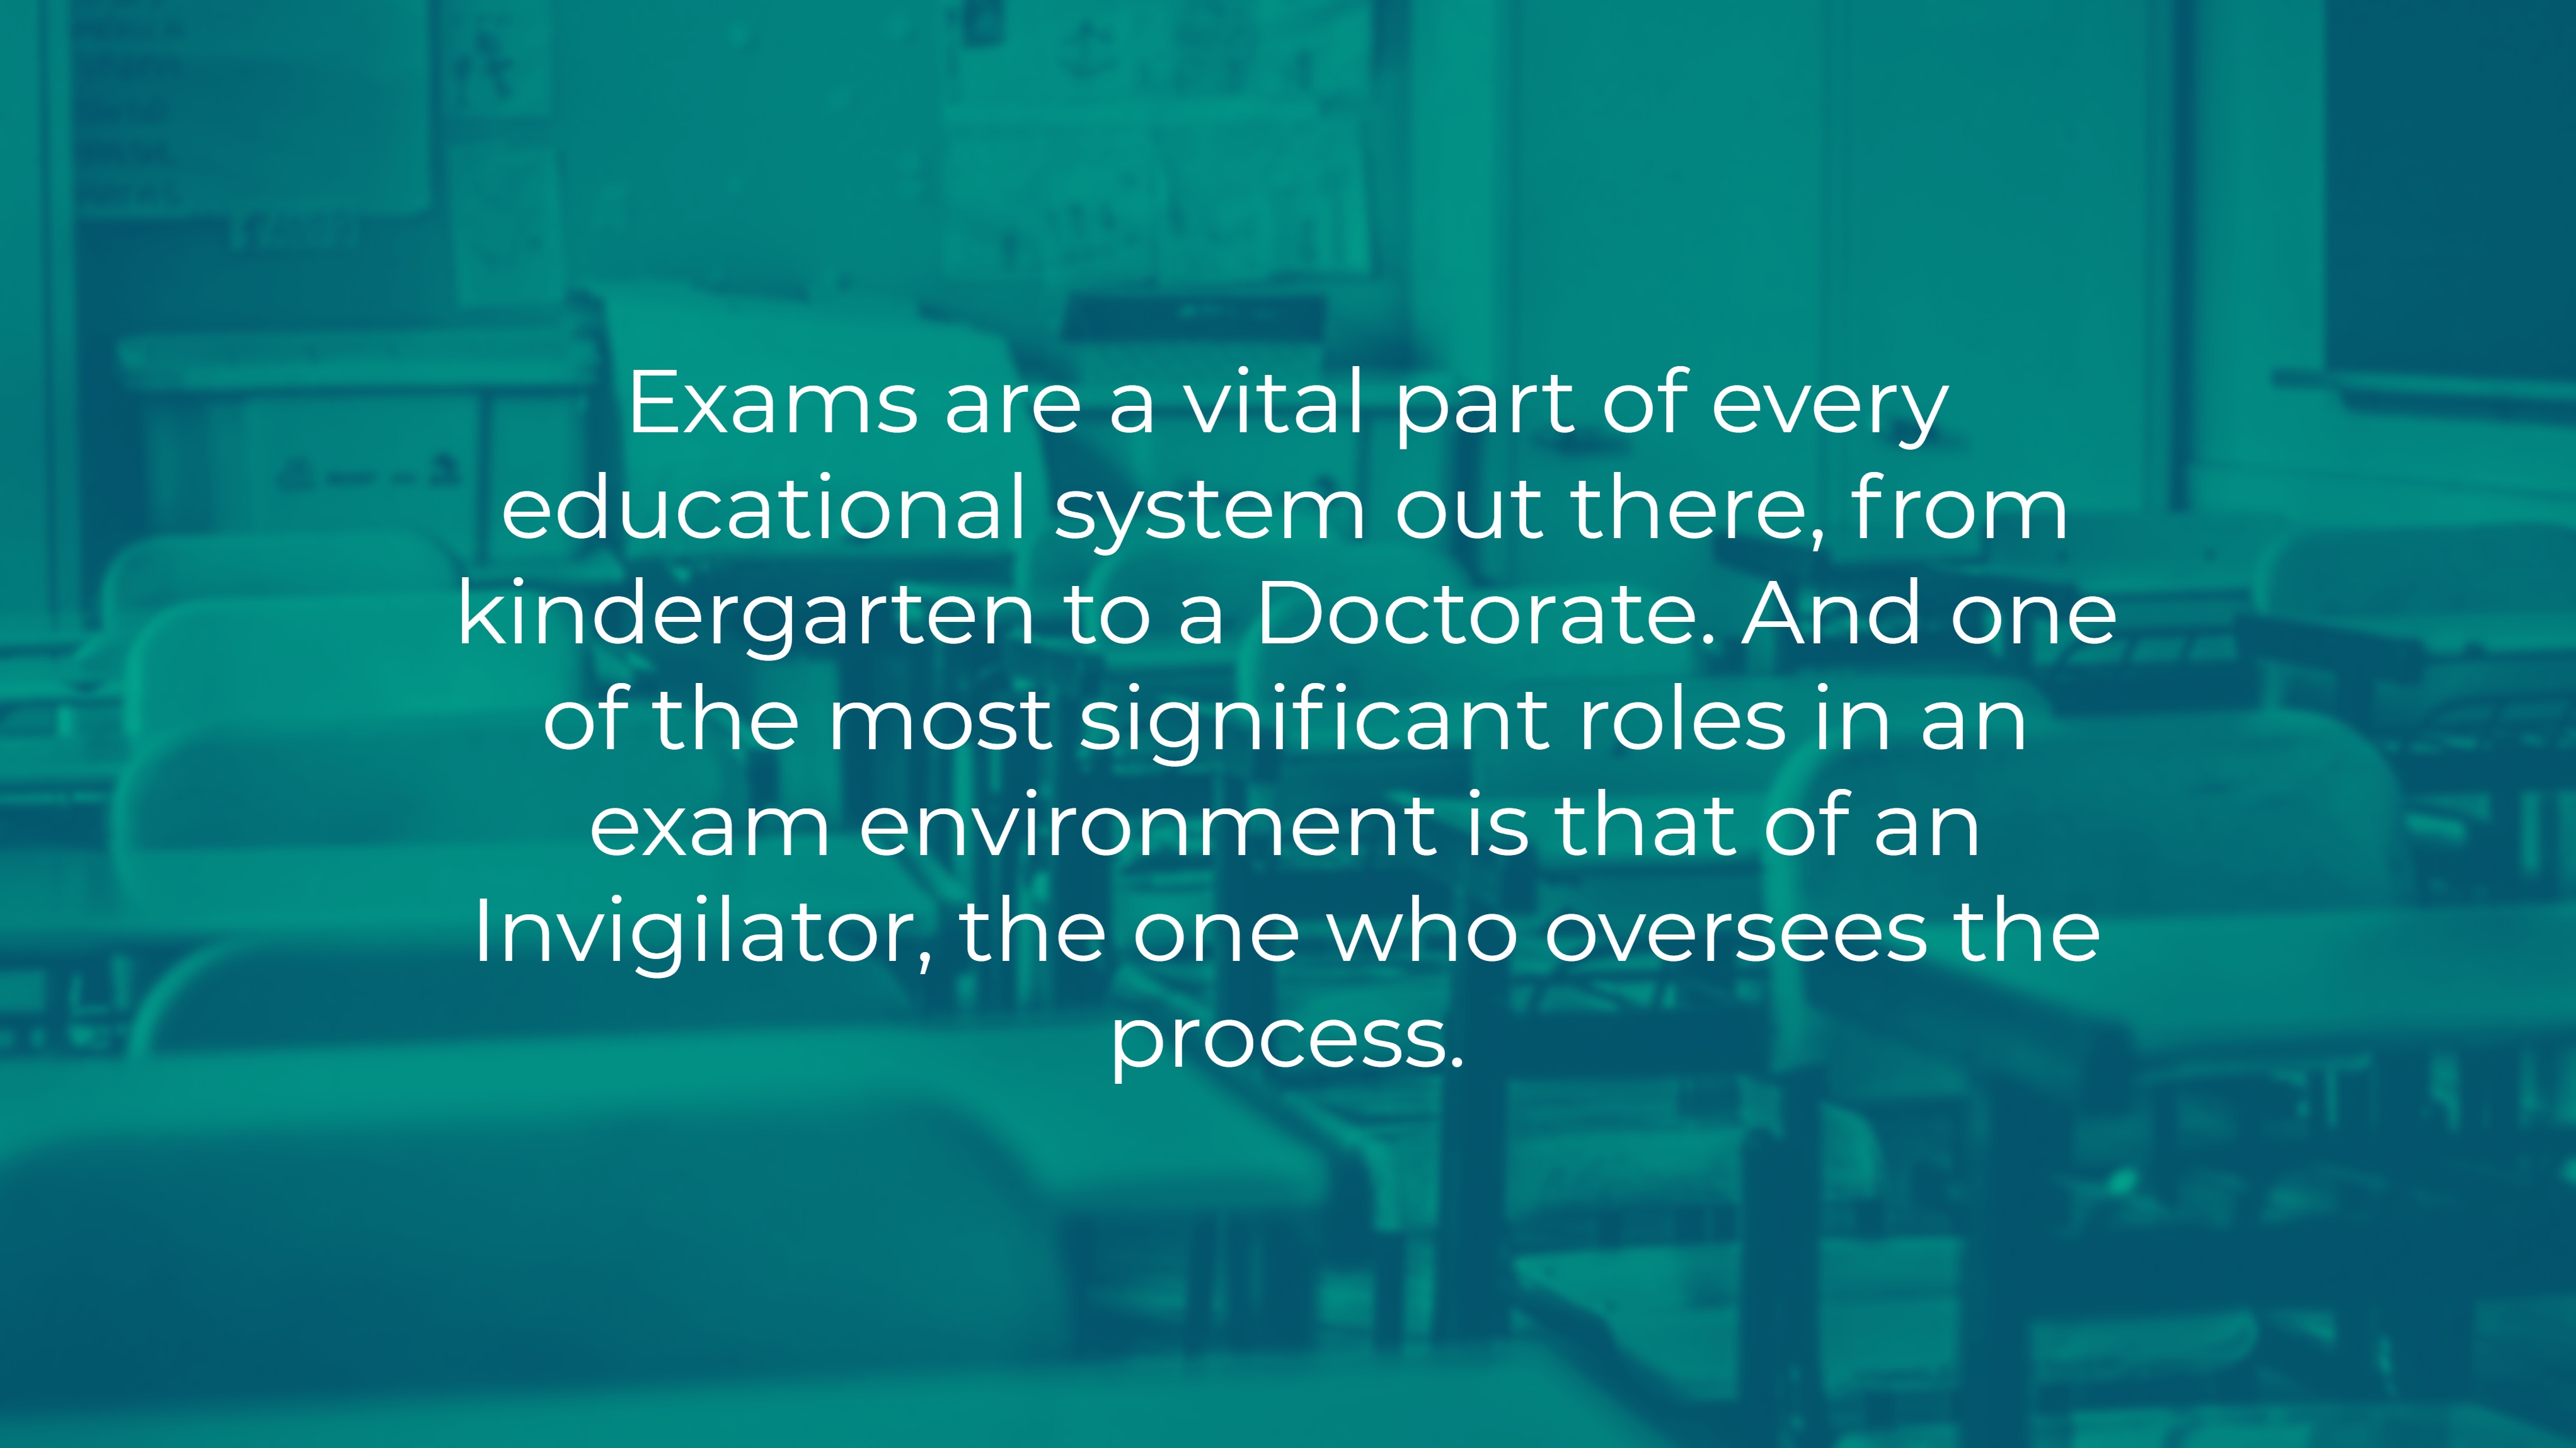 Exams are a vital part of every
educational system out there, from
kindergarten to a Doctorate. And one
of the most significant roles in an
exam environment is that of an
Invigilator, the one who oversees the
process.